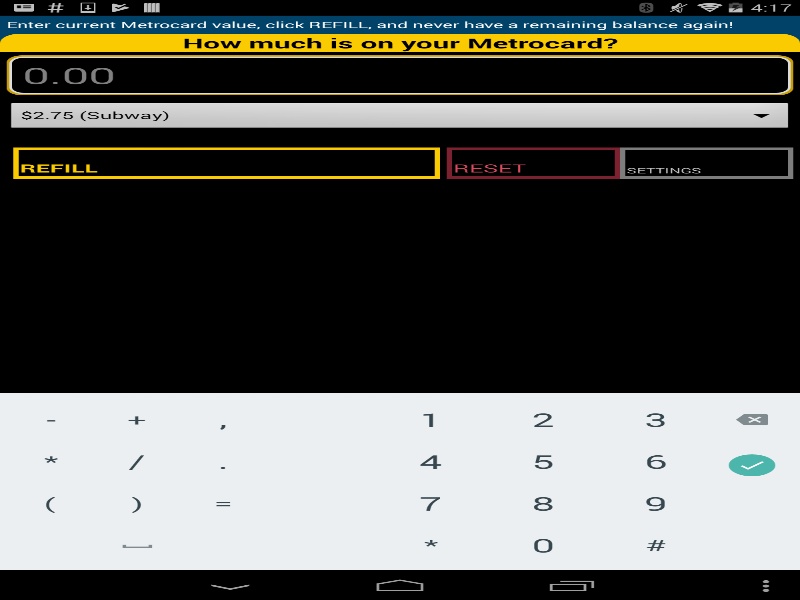 # 4:17
Enter current Metrocard value, click REFILL, and never have a remaining balance again!
How much is on your Metrocard?
0.00
$2.75 (Subway)
REFILL RESET SETTINGS
- + , 1 2 3
* / . 4 5 6
( ) = 7 8 9
* 0 #